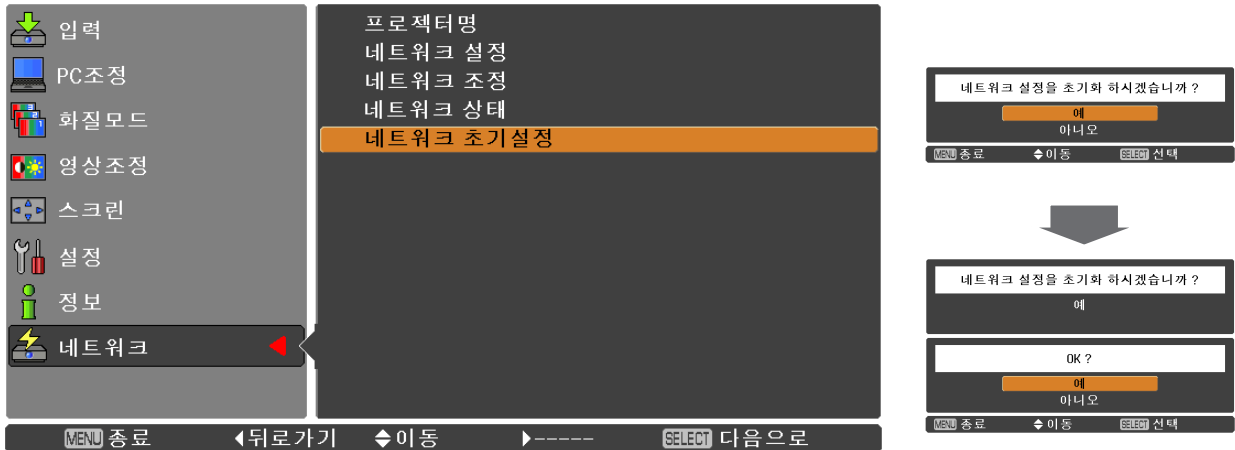 입력
PC조정
화질모드
영상조정
스크린
설정
정보
네트워크
프로젝터명
네트워크 설정
네트워크 조정
네트워크 상태
네트워크 초기설정
MENU 종료 뒤로가기 이동 ----- SELECT 다음으로
네트워크 설정을 초기화 하시겠습니까 ?
예
아니오
MENU 종료 이동 SELECT 선택
네트워크 설정을 초기화 하시겠습니까 ?
예
OK ?
예
아니오
MENU 종료 이동 SELECT 선택